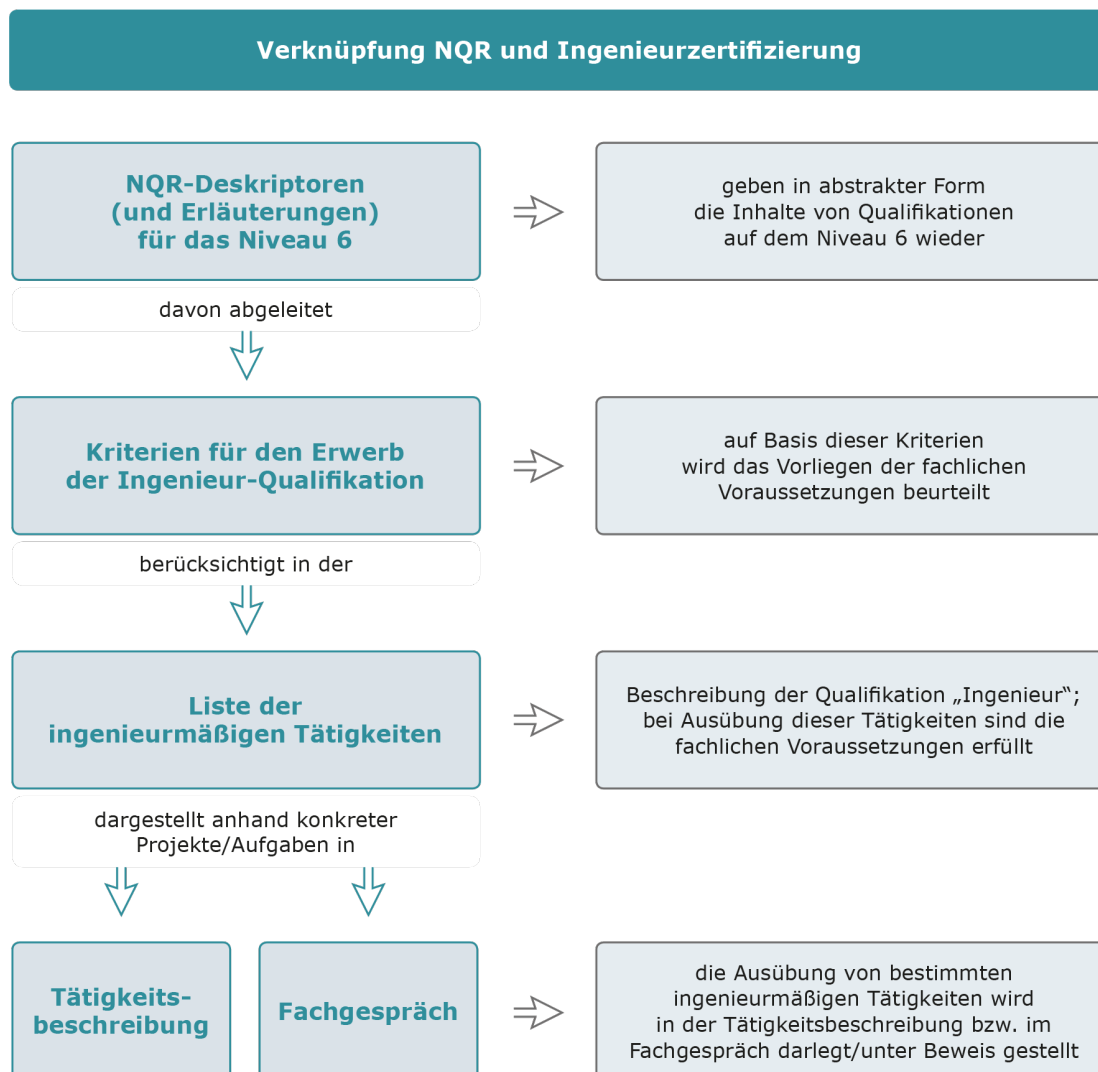 Verknüpfung NQR und Ingenieurzertifizierung
NQR-Deskriptoren
(und Erläuterungen)
für das Niveau 6
geben in abstrakter Form
die Inhalte von Qualifikationen
auf dem Niveau 6 wieder
davon abgeleitet
Kriterien für den Erwerb
der Ingenieur-Qualifikation
auf Basis dieser Kriterien
wird das Vorliegen der fachlichen
Voraussetzungen beurteilt
berücksichtigt in der
Liste der
ingenieurmäßigen Tätigkeiten
Beschreibung der Qualifikation „Ingenieur“;
bei Ausübung dieser Tätigkeiten sind die
fachlichen Voraussetzungen erfüllt
dargestellt anhand konkreter
Projekte/Aufgaben in
Tätigkeits-
beschreibung
Fachgespräch
die Ausübung von bestimmten
ingenieurmäßigen Tätigkeiten wird
in der Tätigkeitsbeschreibung bzw. im
Fachgespräch darlegt/unter Beweis gestellt